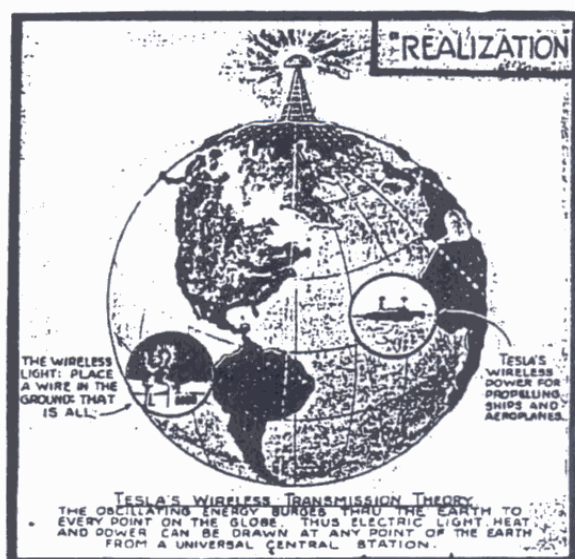 "REALIZATION
THE WIRELESS
LIGHT: PLACE
A WIRE IN THE
GROUND: THAT
IS ALL.
TESLA'S
WIRELESS
POWER FOR
PROPELLING
SHIPS AND
AEROPLANES.
TESLA'S WIRELESS TRANSMISSION THEORY
THE OSCILLATING ENERGY SURGES THRU THE EARTH TO
EVERY POINT ON THE GLOBE. THUS ELECTRIC LIGHT, HEAT
AND POWER CAN BE DRAWN AT ANY POINT OF THE EARTH
FROM A UNIVERSAL CENTRAL STATION.